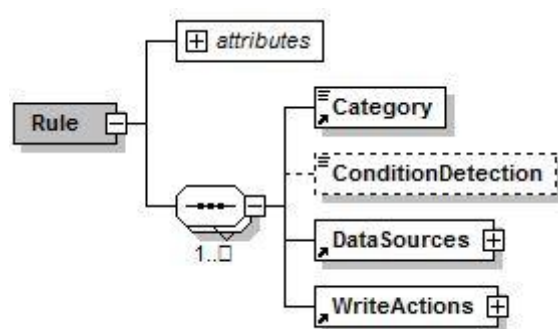 attributes
Rule
Category
ConditionDetection
1..□
DataSources
WriteActions